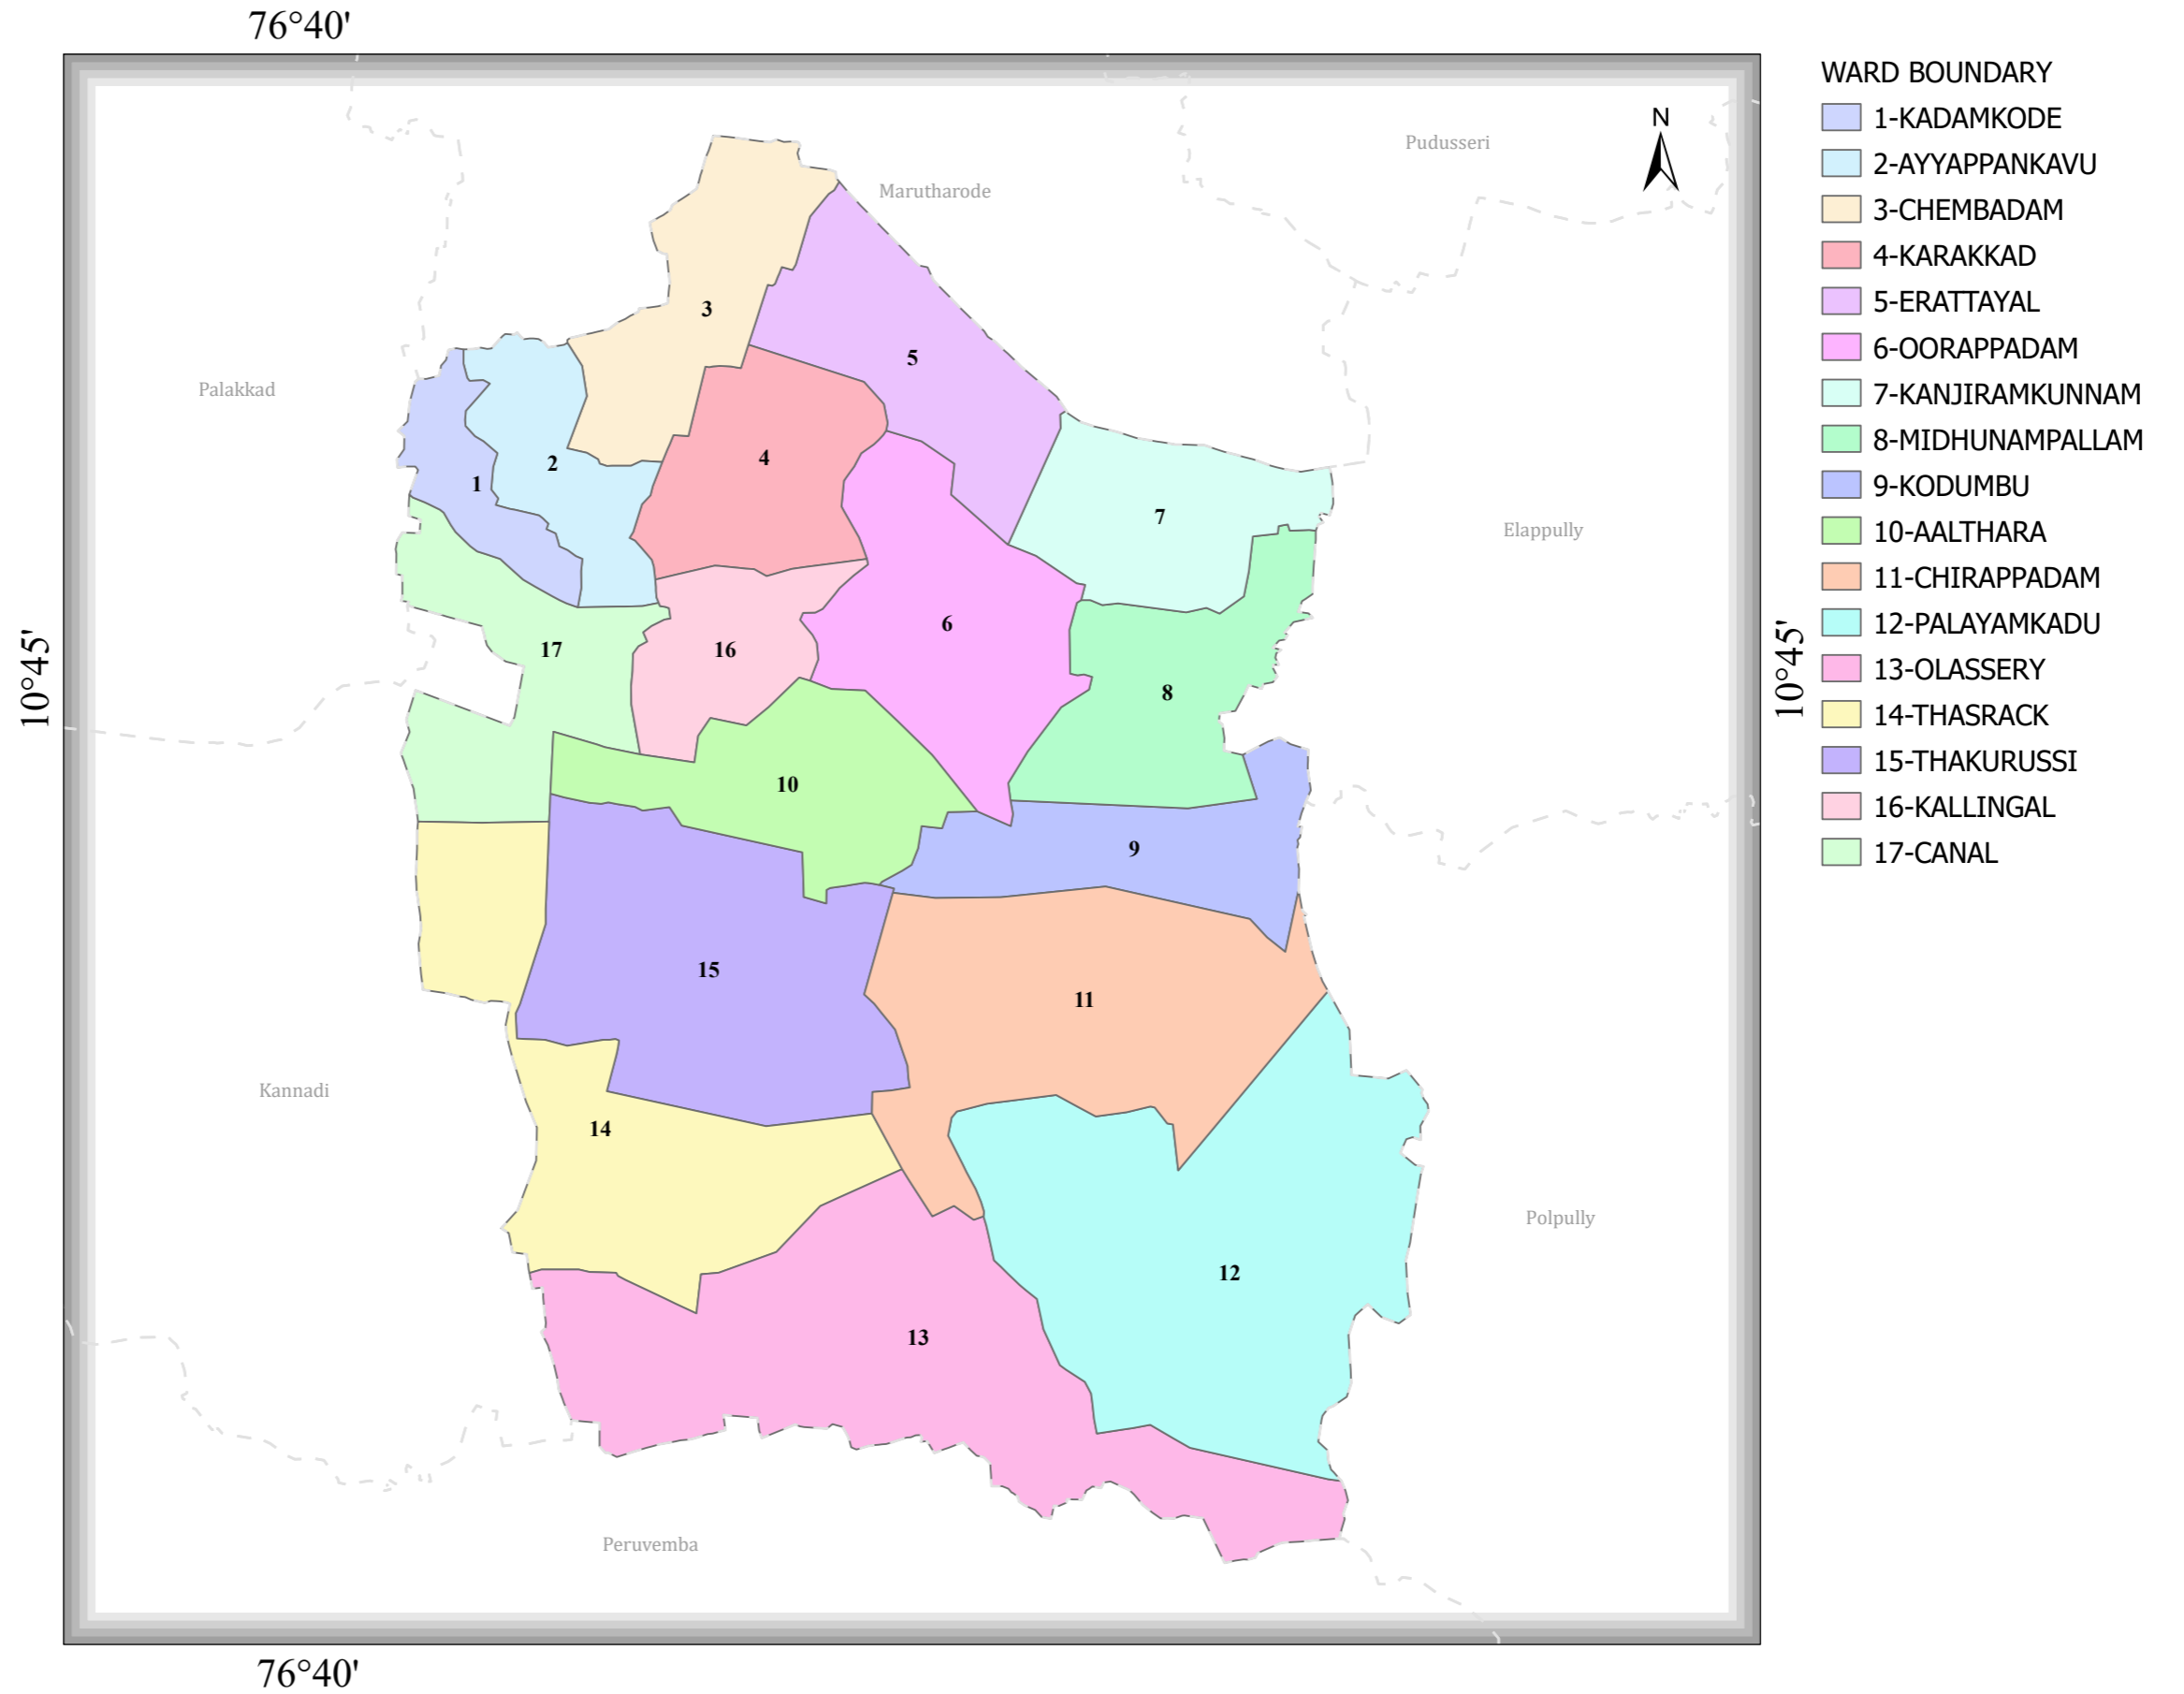 76°40'
WARD BOUNDARY
1-KADAMKODE
2-AYYAPPANKAVU
3-CHEMBADAM
4-KARAKKAD
5-ERATTAYAL
6-OORAPPADAM
7-KANJIRAMKUNNAM
8-MIDHUNAMPALLAM
9-KODUMBU
10-AALTHARA
11-CHIRAPPADAM
12-PALAYAMKADU
13-OLASSERY
14-THASRACK
15-THAKURUSSI
16-KALLINGAL
17-CANAL
N
Pudusseri
Marutharode
3
5
Palakkad
4
2
1
7
Elappully
6
17
16
10°45'
10°45'
8
10
9
15
11
Kannadi
14
Polpully
12
13
Peruvemba
76°40'